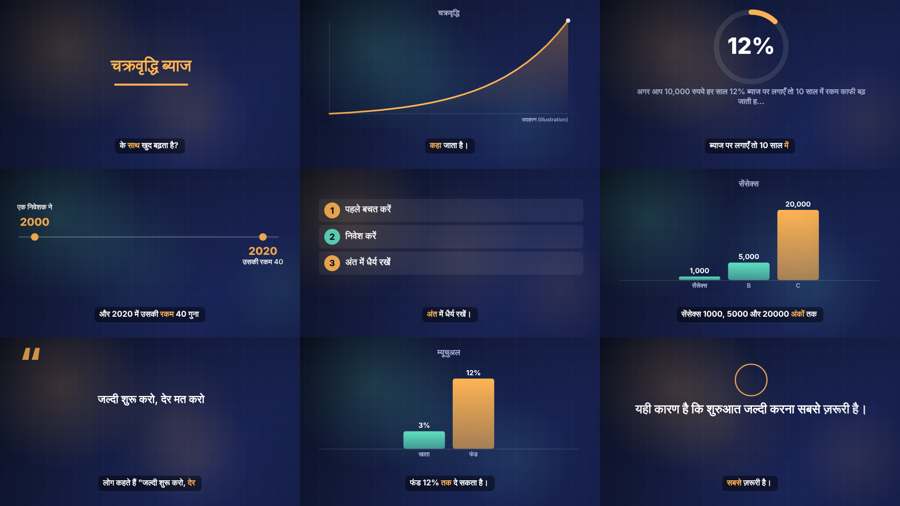 चक्रवृद्धि ब्याज
के साथ खुद बढ़ता है?
चक्रवृद्धि
उदाहरण (illustration)
कहा जाता है।
12%
अगर आप 10,000 रुपये हर साल 12% ब्याज पर लगाएँ तो 10 साल में रकम काफी बढ़
जाती ह…
ब्याज पर लगाएँ तो 10 साल में
एक निवेशक ने
2000
2020
उसकी रकम 40
और 2020 में उसकी रकम 40 गुना
1 पहले बचत करें
2 निवेश करें
3 अंत में धैर्य रखें
अंत में धैर्य रखें।
सेंसेक्स
20,000
5,000
1,000
सेंसेक्स B C
सेंसेक्स 1000, 5000 और 20000 अंकों तक
"
जल्दी शुरू करो, देर मत करो
लोग कहते हैं "जल्दी शुरू करो, देर
म्यूचुअल
12%
3%
खाता फंड
फंड 12% तक दे सकता है।
यही कारण है कि शुरुआत जल्दी करना सबसे ज़रूरी है।
सबसे ज़रूरी है।